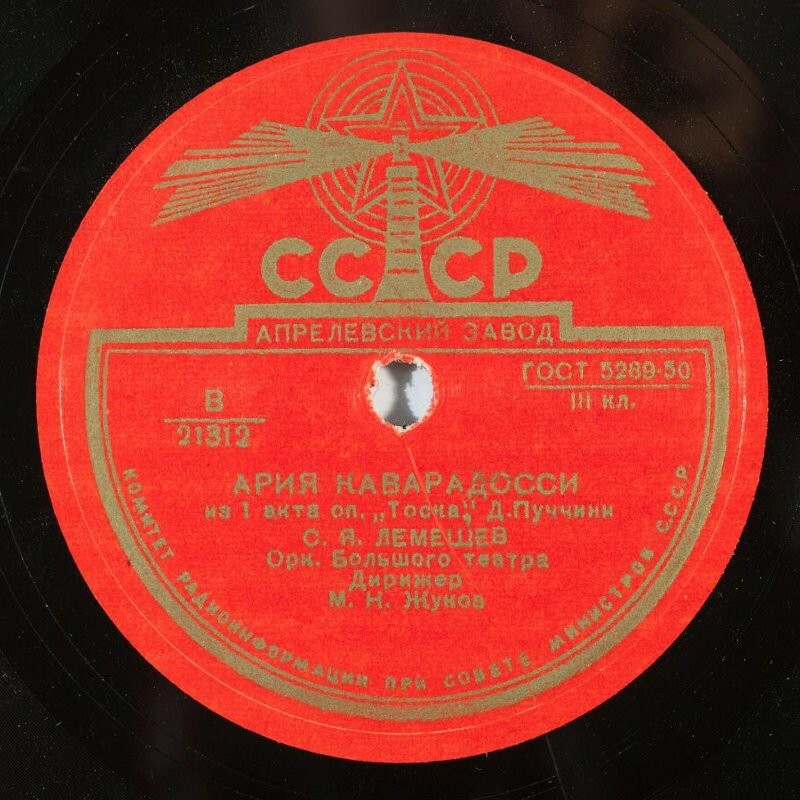 СССР
АПРЕЛЕВСКИЙ ЗАВОД
В
21312
ГОСТ 5289-50
III кл.
АРИЯ КАВАРАДОССИ
из 1 акта оп. „Тоска", Д. Пуччини
С. Я. ЛЕМЕШЕВ
Орк. Большого театра
Дирижер
М. Н. Жуков
КОМИТЕТ РАДИОИНФОРМАЦИИ ПРИ СОВЕТЕ МИНИСТРОВ СССР